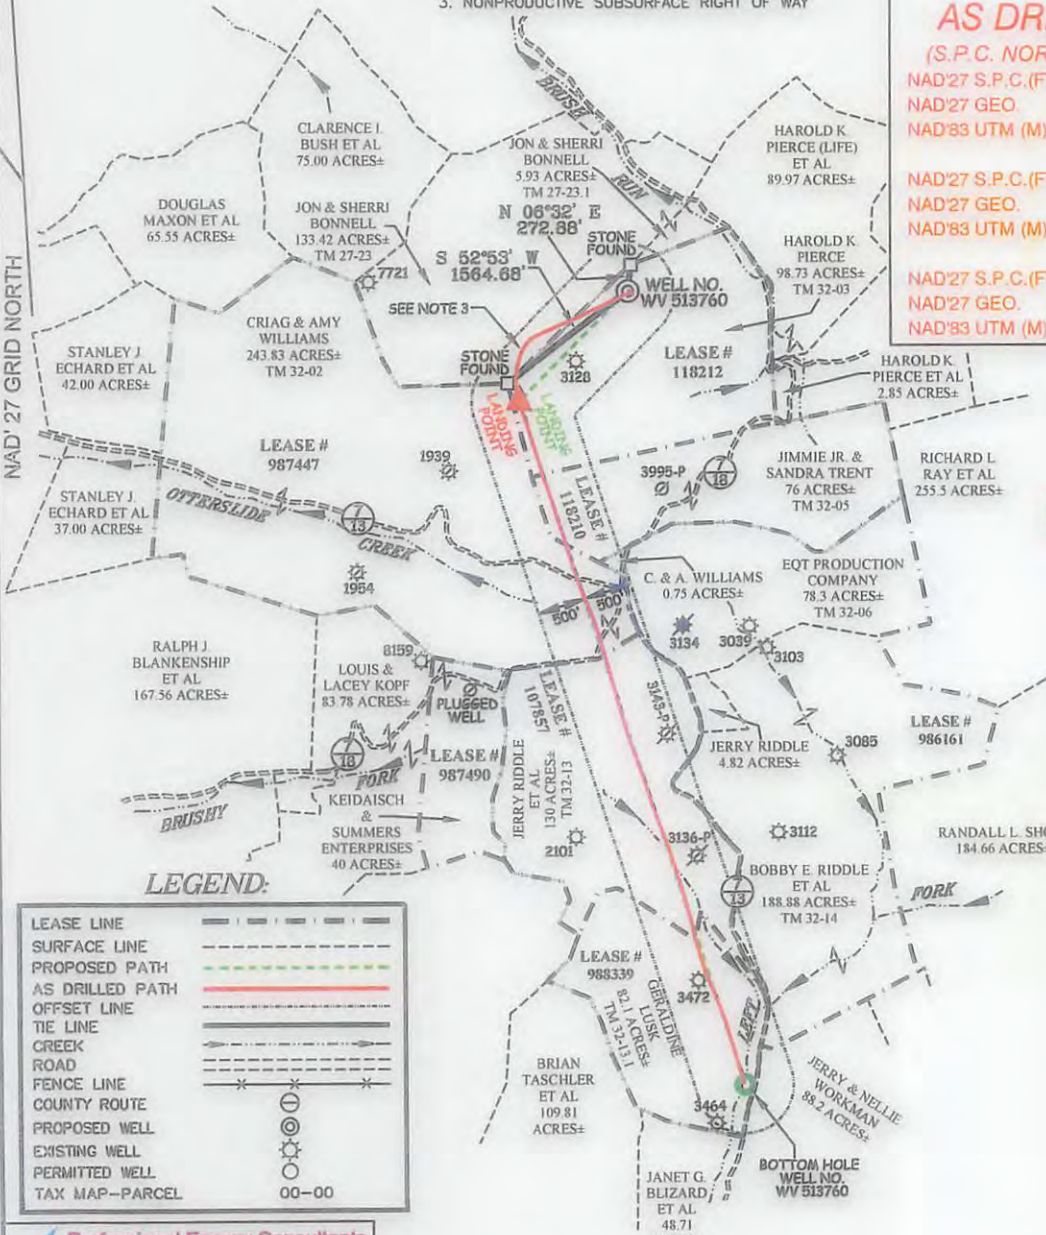 3. NONPRODUCTIVE SUBSURFACE RIGHT OF WAY
AS DR
(S.P.C. NOR
NAD'27 S.P.C.(F
NAD'27 GEO.
NAD'83 UTM (M)
NAD'27 S.P.C.(F
NAD'27 GEO.
NAD'83 UTM (M)
NAD'27 S.P.C.(F
NAD'27 GEO.
NAD'83 UTM (M)
NAD' 27 GRID NORTH
BRUSH
RUN
CLARENCE I.
BUSH ET AL
75.00 ACRES±
JON & SHERRI
BONNELL
5.93 ACRES±
TM 27-23.1
HAROLD K.
PIERCE (LIFE)
ET AL
89.97 ACRES±
DOUGLAS
MAXON ET AL
65.55 ACRES±
JON & SHERRI
BONNELL
133.42 ACRES±
TM 27-23
N 06°32' E
272.68'
STONE
FOUND
S 52°53' W
1564.68'
HAROLD K.
PIERCE
98.73 ACRES±
TM 32-03
7721
WELL NO.
WV 513760
SEE NOTE 3
CRIAG & AMY
WILLIAMS
243.83 ACRES±
TM 32-02
STANLEY J.
ECHARD ET AL
42.00 ACRES±
STONE
FOUND
3128
LEASE #
118212
HAROLD K.
PIERCE ET AL
2.85 ACRES±
LANDING
POINT
LANDING
POINT
LEASE #
987447
1939
3995-P
7
18
JIMMIE JR. &
SANDRA TRENT
76 ACRES±
TM 32-05
RICHARD L.
RAY ET AL
255.5 ACRES±
STANLEY J.
ECHARD ET AL
37.00 ACRES±
OTTERSLIDE
7
13
CREEK
LEASE #
118210
EQT PRODUCTION
COMPANY
78.3 ACRES±
TM 32-06
1954
C. & A. WILLIAMS
0.75 ACRES±
500'
500'
3134
3039
3103
RALPH J.
BLANKENSHIP
ET AL
167.56 ACRES±
8159
LOUIS &
LACEY KOPF
83.78 ACRES±
PLUGGED
WELL
LEASE #
107857
3143-P
LEASE #
986161
JERRY RIDDLE
4.82 ACRES±
3085
7
18
LEASE #
987490
BRUSHY
FORK
JERRY RIDDLE
ET AL
130 ACRES±
TM 32-13
KEIDAISCH
&
SUMMERS
ENTERPRISES
40 ACRES±
2101
3136-P
3112
RANDALL L. SHO
184.66 ACRES±
BOBBY E. RIDDLE
ET AL
188.88 ACRES±
TM 32-14
7
13
FORK
LEASE #
988339
3472
GERALDINE
LUSK
82.1 ACRES±
TM 32-13.1
LEFT
BRIAN
TASCHLER
ET AL
109.81
ACRES±
JERRY & NELLIE
WORKMAN
88.2 ACRES±
3464
BOTTOM HOLE
WELL NO.
WV 513760
JANET G.
BLIZARD
ET AL
48.71
LEGEND:
LEASE LINE
SURFACE LINE
PROPOSED PATH
AS DRILLED PATH
OFFSET LINE
TIE LINE
CREEK
ROAD
FENCE LINE
COUNTY ROUTE
PROPOSED WELL
EXISTING WELL
PERMITTED WELL
TAX MAP-PARCEL 00-00
Professional Energy Consultants